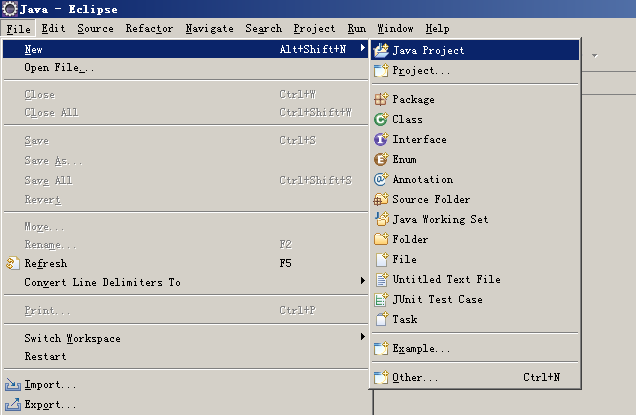 Java - Eclipse
File Edit Source Refactor Navigate Search Project Run Window Help
New Alt+Shift+N
Open File...
Close Ctrl+W
Close All Ctrl+Shift+W
Save Ctrl+S
Save As...
Save All Ctrl+Shift+S
Revert
Move...
Rename... F2
Refresh F5
Convert Line Delimiters To
Print... Ctrl+P
Switch Workspace
Restart
Import...
Export...
Java Project
Project...
Package
Class
Interface
Enum
Annotation
Source Folder
Java Working Set
Folder
File
Untitled Text File
JUnit Test Case
Task
Example...
Other... Ctrl+N